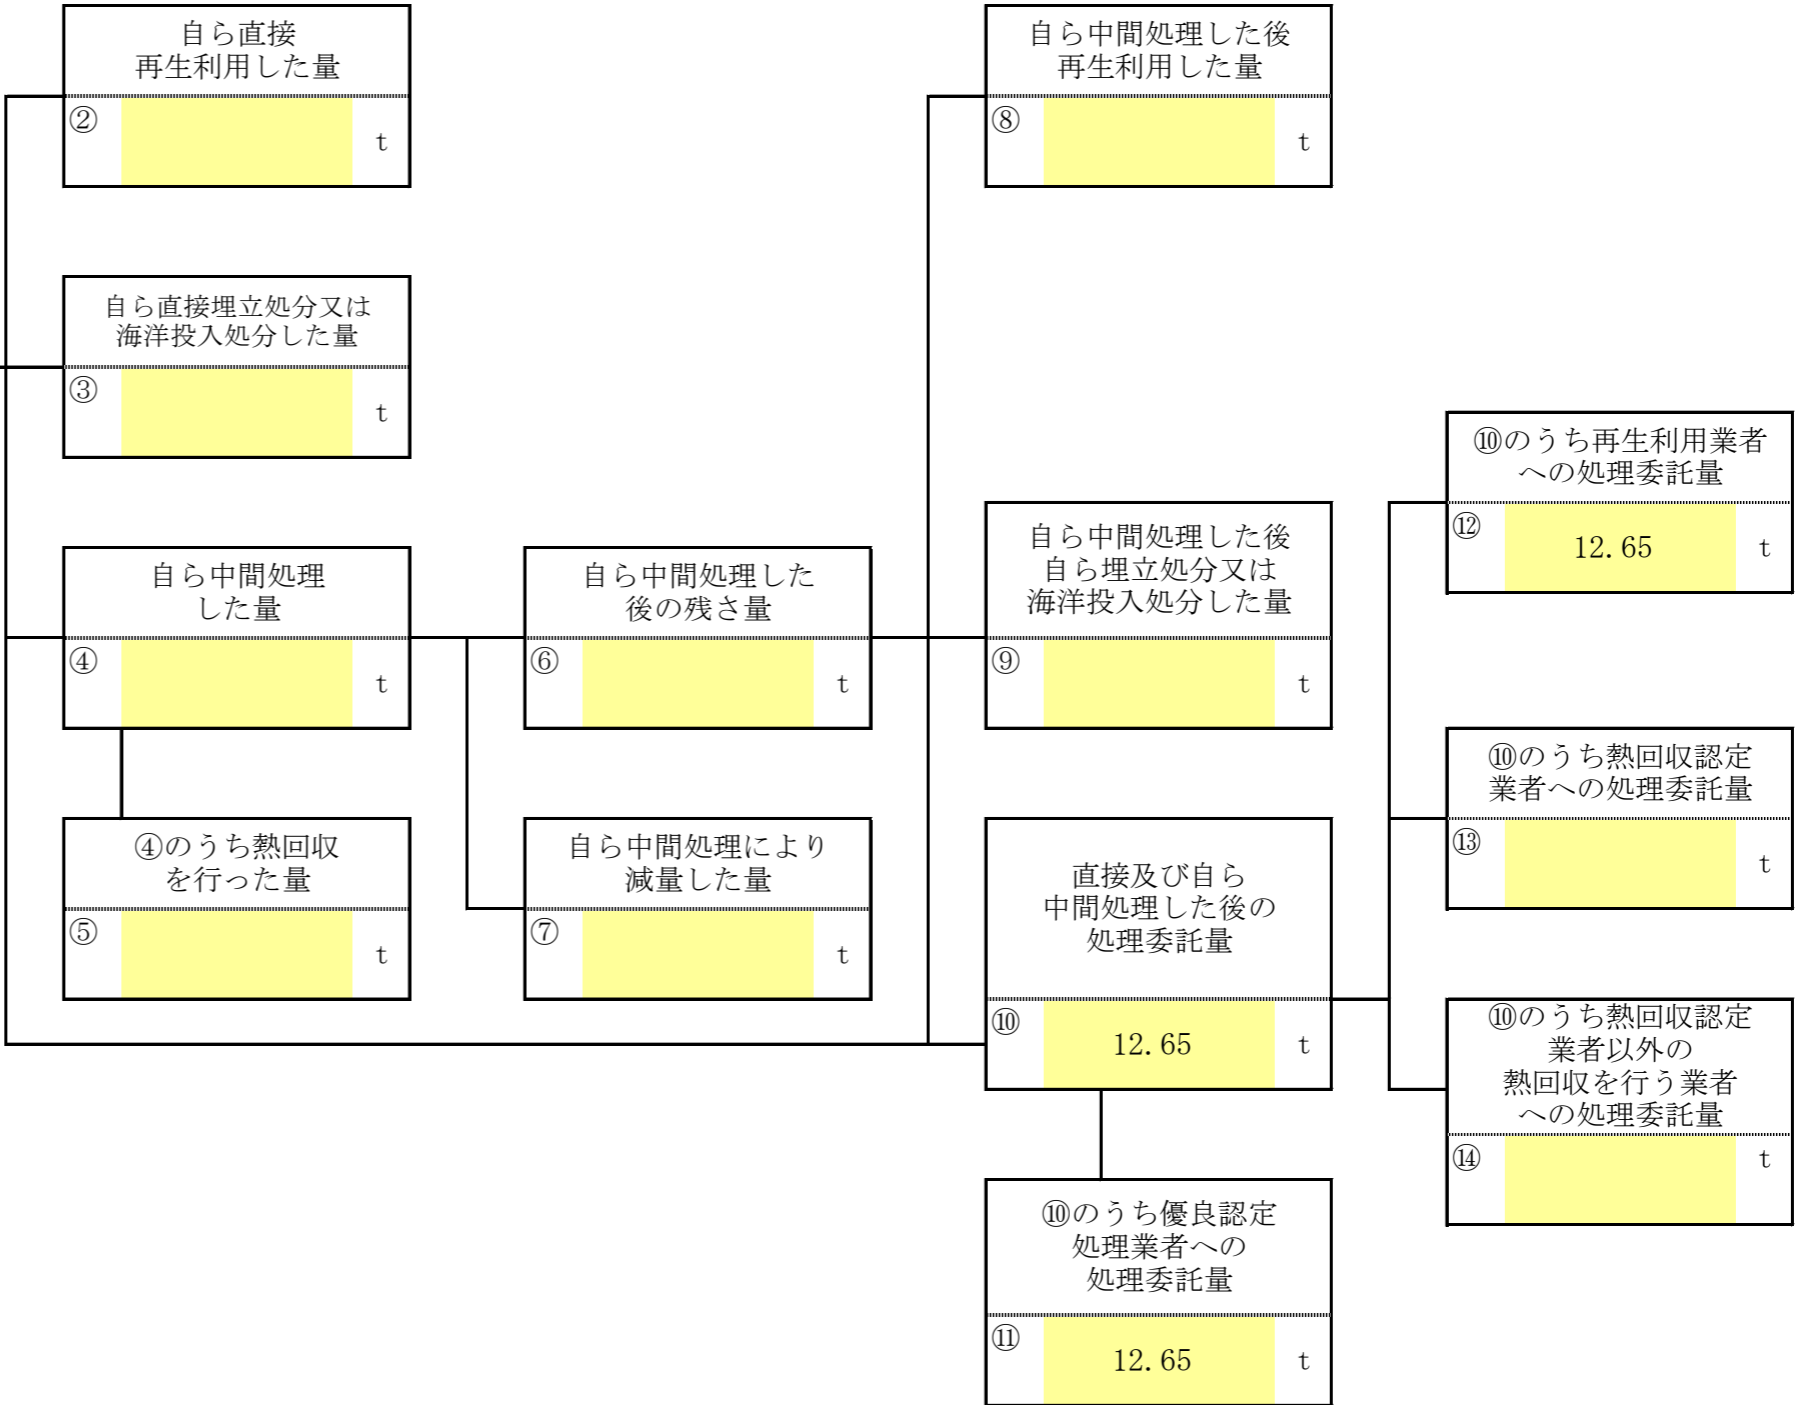 自ら直接
再生利用した量
②
t
自ら中間処理した後
再生利用した量
⑧
t
自ら直接埋立処分又は
海洋投入処分した量
③
t
⑩のうち再生利用業者
への処理委託量
⑫
12.65
t
自ら中間処理
した量
④
t
自ら中間処理した
後の残さ量
⑥
t
自ら中間処理した後
自ら埋立処分又は
海洋投入処分した量
⑨
t
⑩のうち熱回収認定
業者への処理委託量
⑬
t
④のうち熱回収
を行った量
⑤
t
自ら中間処理により
減量した量
⑦
t
直接及び自ら
中間処理した後の
処理委託量
⑩
12.65
t
⑩のうち熱回収認定
業者以外の
熱回収を行う業者
への処理委託量
⑭
t
⑩のうち優良認定
処理業者への
処理委託量
⑪
12.65
t